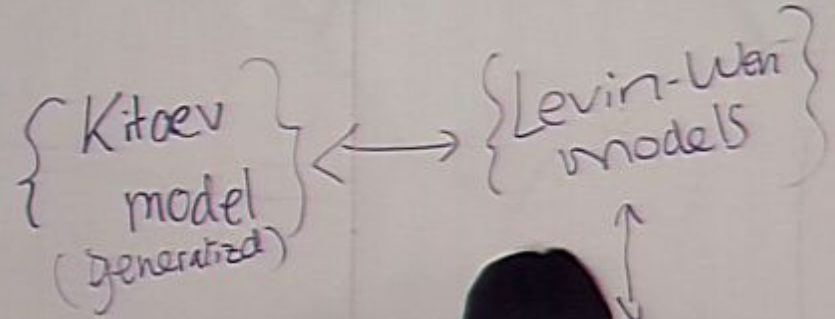 { Kitaev
model }
(generalized)
↔
{ Levin-Wen
models }
↕